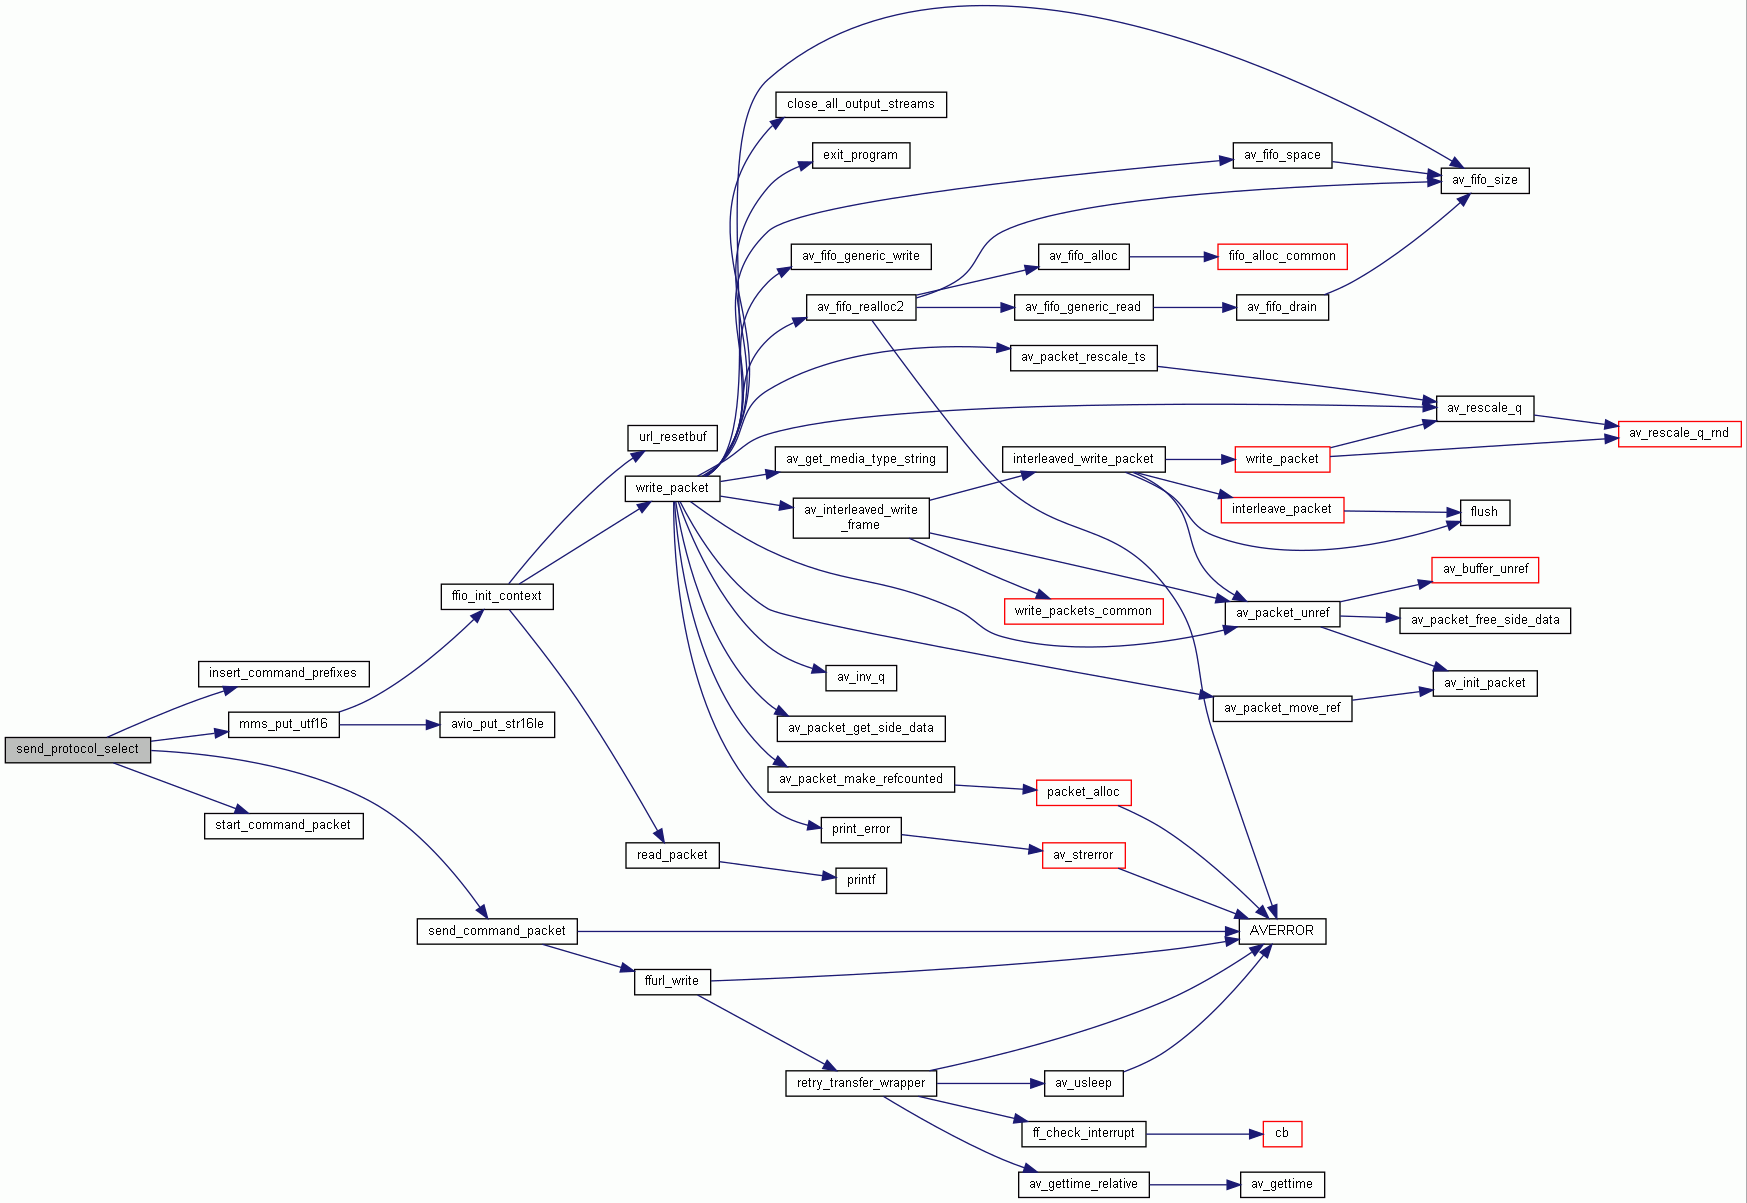 close_all_output_streams
exit_program
av_fifo_space
av_fifo_size
av_fifo_generic_write
av_fifo_alloc
fifo_alloc_common
av_fifo_realloc2
av_fifo_generic_read
av_fifo_drain
av_packet_rescale_ts
av_rescale_q
url_resetbuf
av_rescale_q_rnd
av_get_media_type_string
interleaved_write_packet
write_packet
write_packet
av_interleaved_write
_frame
interleave_packet
flush
av_buffer_unref
ffio_init_context
write_packets_common
av_packet_unref
av_packet_free_side_data
insert_command_prefixes
av_inv_q
av_init_packet
mms_put_utf16
avio_put_str16le
av_packet_get_side_data
av_packet_move_ref
send_protocol_select
av_packet_make_refcounted
packet_alloc
start_command_packet
print_error
read_packet
av_strerror
printf
send_command_packet
AVERROR
ffurl_write
retry_transfer_wrapper
av_usleep
ff_check_interrupt
cb
av_gettime_relative
av_gettime